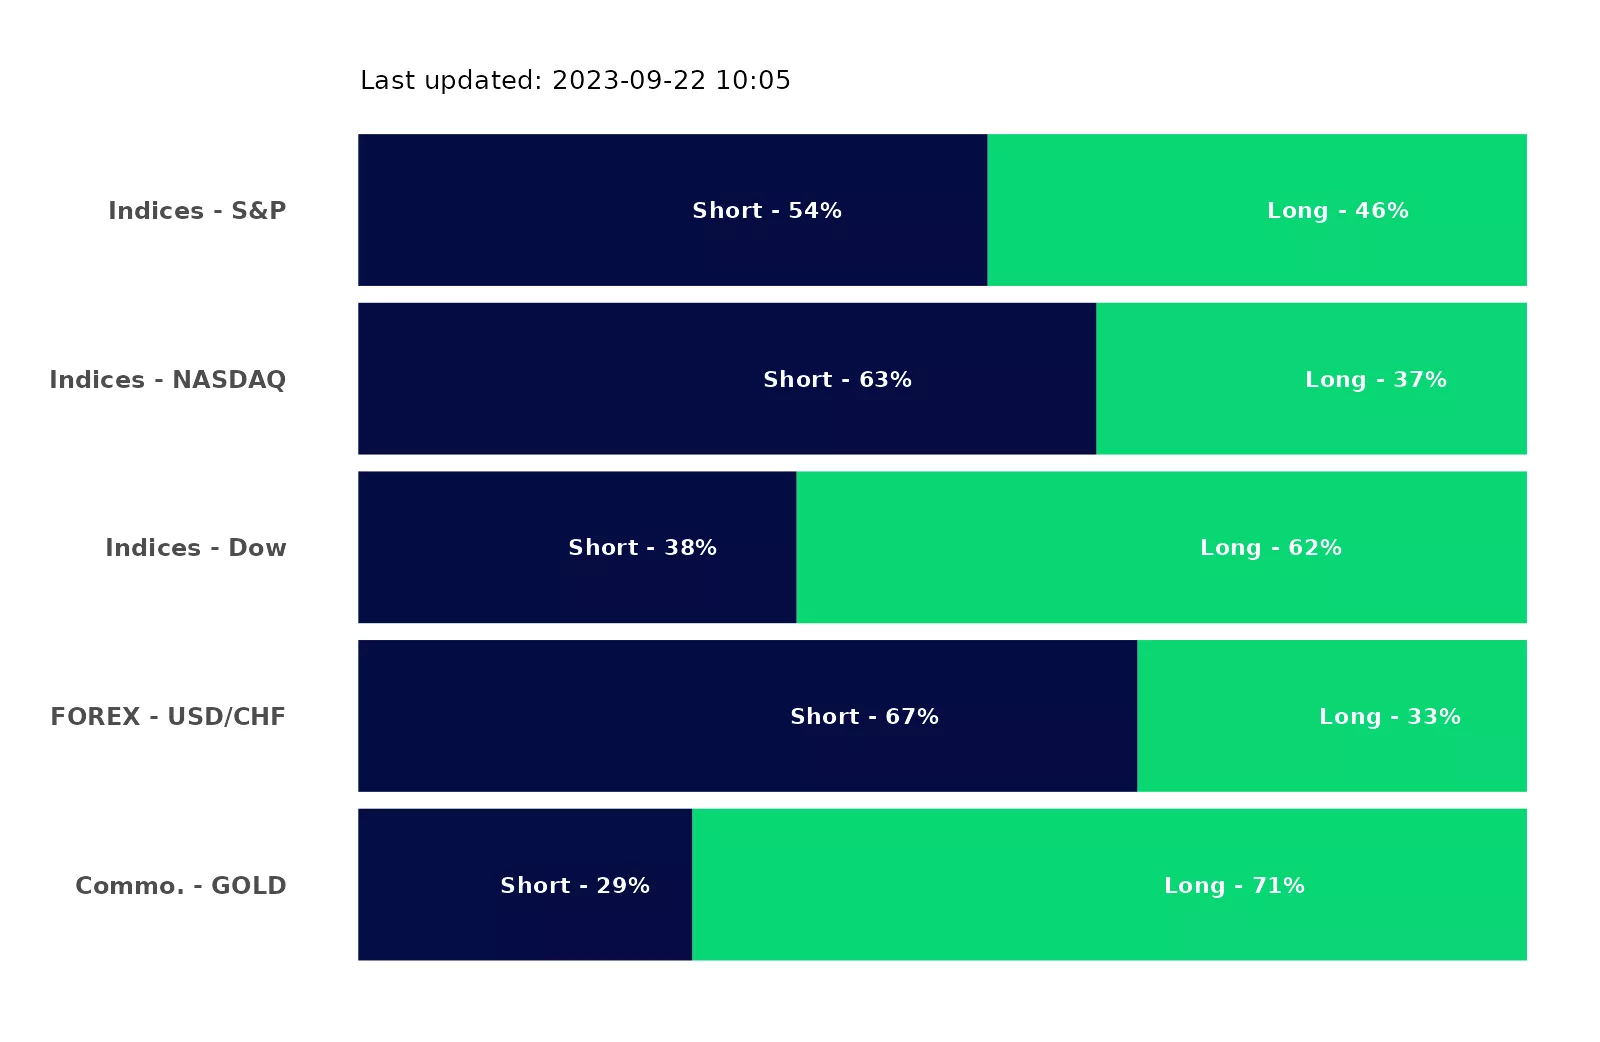 Last updated: 2023-09-22 10:05
Indices - S&P
Short - 54%
Long - 46%
Indices - NASDAQ
Short - 63%
Long - 37%
Indices - Dow
Short - 38%
Long - 62%
FOREX - USD/CHF
Short - 67%
Long - 33%
Commo. - GOLD
Short - 29%
Long - 71%